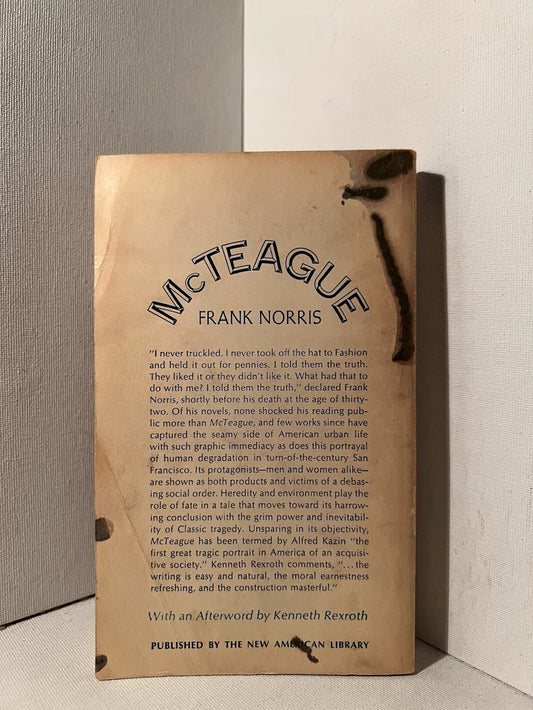 McTEAGUE
FRANK NORRIS
"I never truckled. I never took off the hat to Fashion
and held it out for pennies. I told them the truth.
They liked it or they didn't like it. What had that to
do with me? I told them the truth," declared Frank
Norris, shortly before his death at the age of thirty-
two. Of his novels, none shocked his reading pub-
lic more than McTeague, and few works since have
captured the seamy side of American urban life
with such graphic immediacy as does this portrayal
of human degradation in turn-of-the-century San
Francisco. Its protagonists—men and women alike—
are shown as both products and victims of a debas-
ing social order. Heredity and environment play the
role of fate in a tale that moves toward its harrow-
ing conclusion with the grim power and inevitabil-
ity of Classic tragedy. Unsparing in its objectivity,
McTeague has been termed by Alfred Kazin "the
first great tragic portrait in America of an acquisi-
tive society." Kenneth Rexroth comments, "... the
writing is easy and natural, the moral earnestness
refreshing, and the construction masterful."
With an Afterword by Kenneth Rexroth
PUBLISHED BY THE NEW AMERICAN LIBRARY